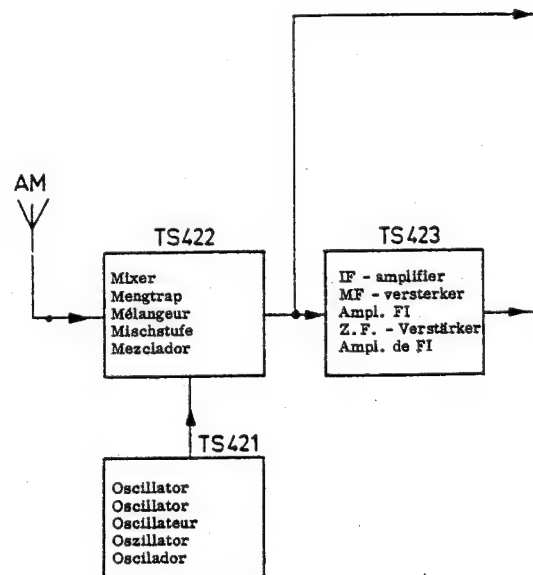 AM
TS422
Mixer
Mengtrap
Mélangeur
Mischstufe
Mezclador
TS423
IF - amplifier
MF - versterker
Ampl. FI
Z.F. - Verstärker
Ampl. de FI
TS421
Oscillator
Oscillator
Oscillateur
Oszillator
Oscilador